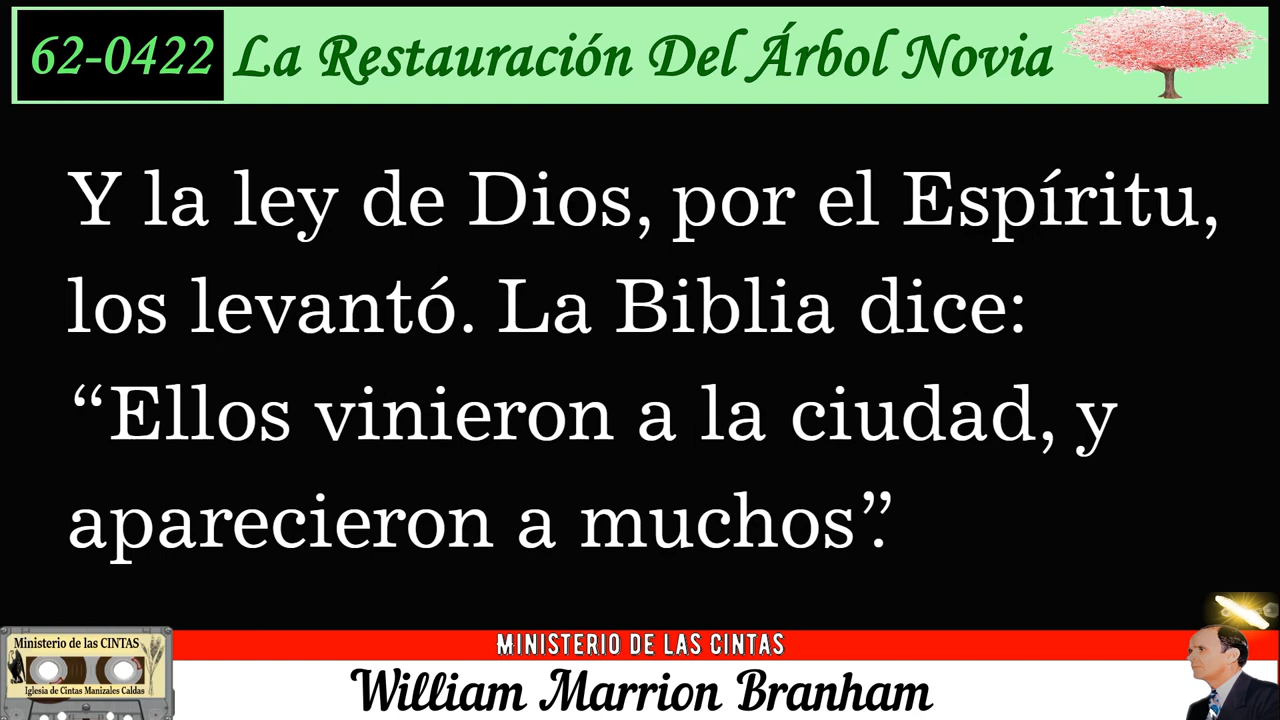 62-0422 La Restauración Del Árbol Novia
Y la ley de Dios, por el Espíritu,
los levantó. La Biblia dice:
“Ellos vinieron a la ciudad, y
aparecieron a muchos”.
MINISTERIO DE LAS CINTAS
Ministerio de las CINTAS
Iglesia de Cintas Manizales Caldas
William Marrion Branham